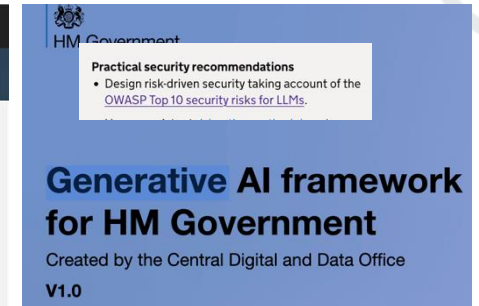 HM Government
Practical security recommendations
• Design risk-driven security taking account of the
OWASP Top 10 security risks for LLMs.
Generative AI framework
for HM Government
Created by the Central Digital and Data Office
V1.0